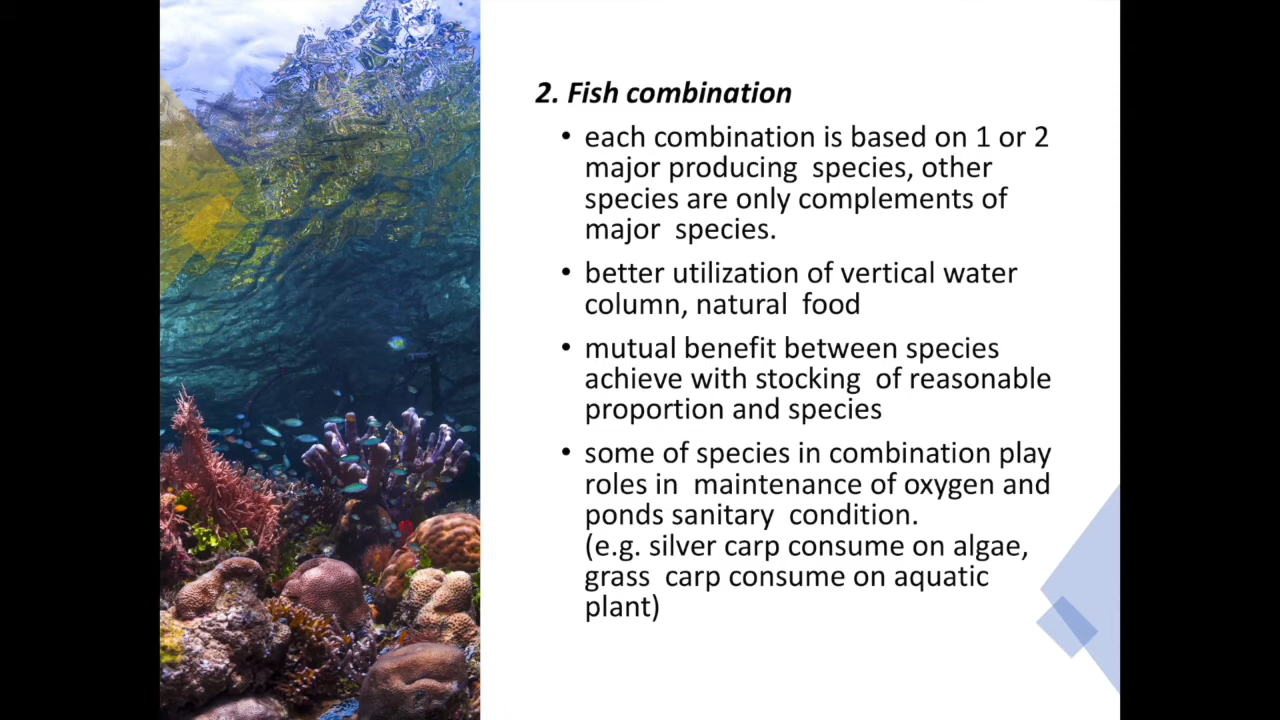 2. Fish combination
• each combination is based on 1 or 2
major producing species, other
species are only complements of
major species.
• better utilization of vertical water
column, natural food
• mutual benefit between species
achieve with stocking of reasonable
proportion and species
• some of species in combination play
roles in maintenance of oxygen and
ponds sanitary condition.
(e.g. silver carp consume on algae,
grass carp consume on aquatic
plant)